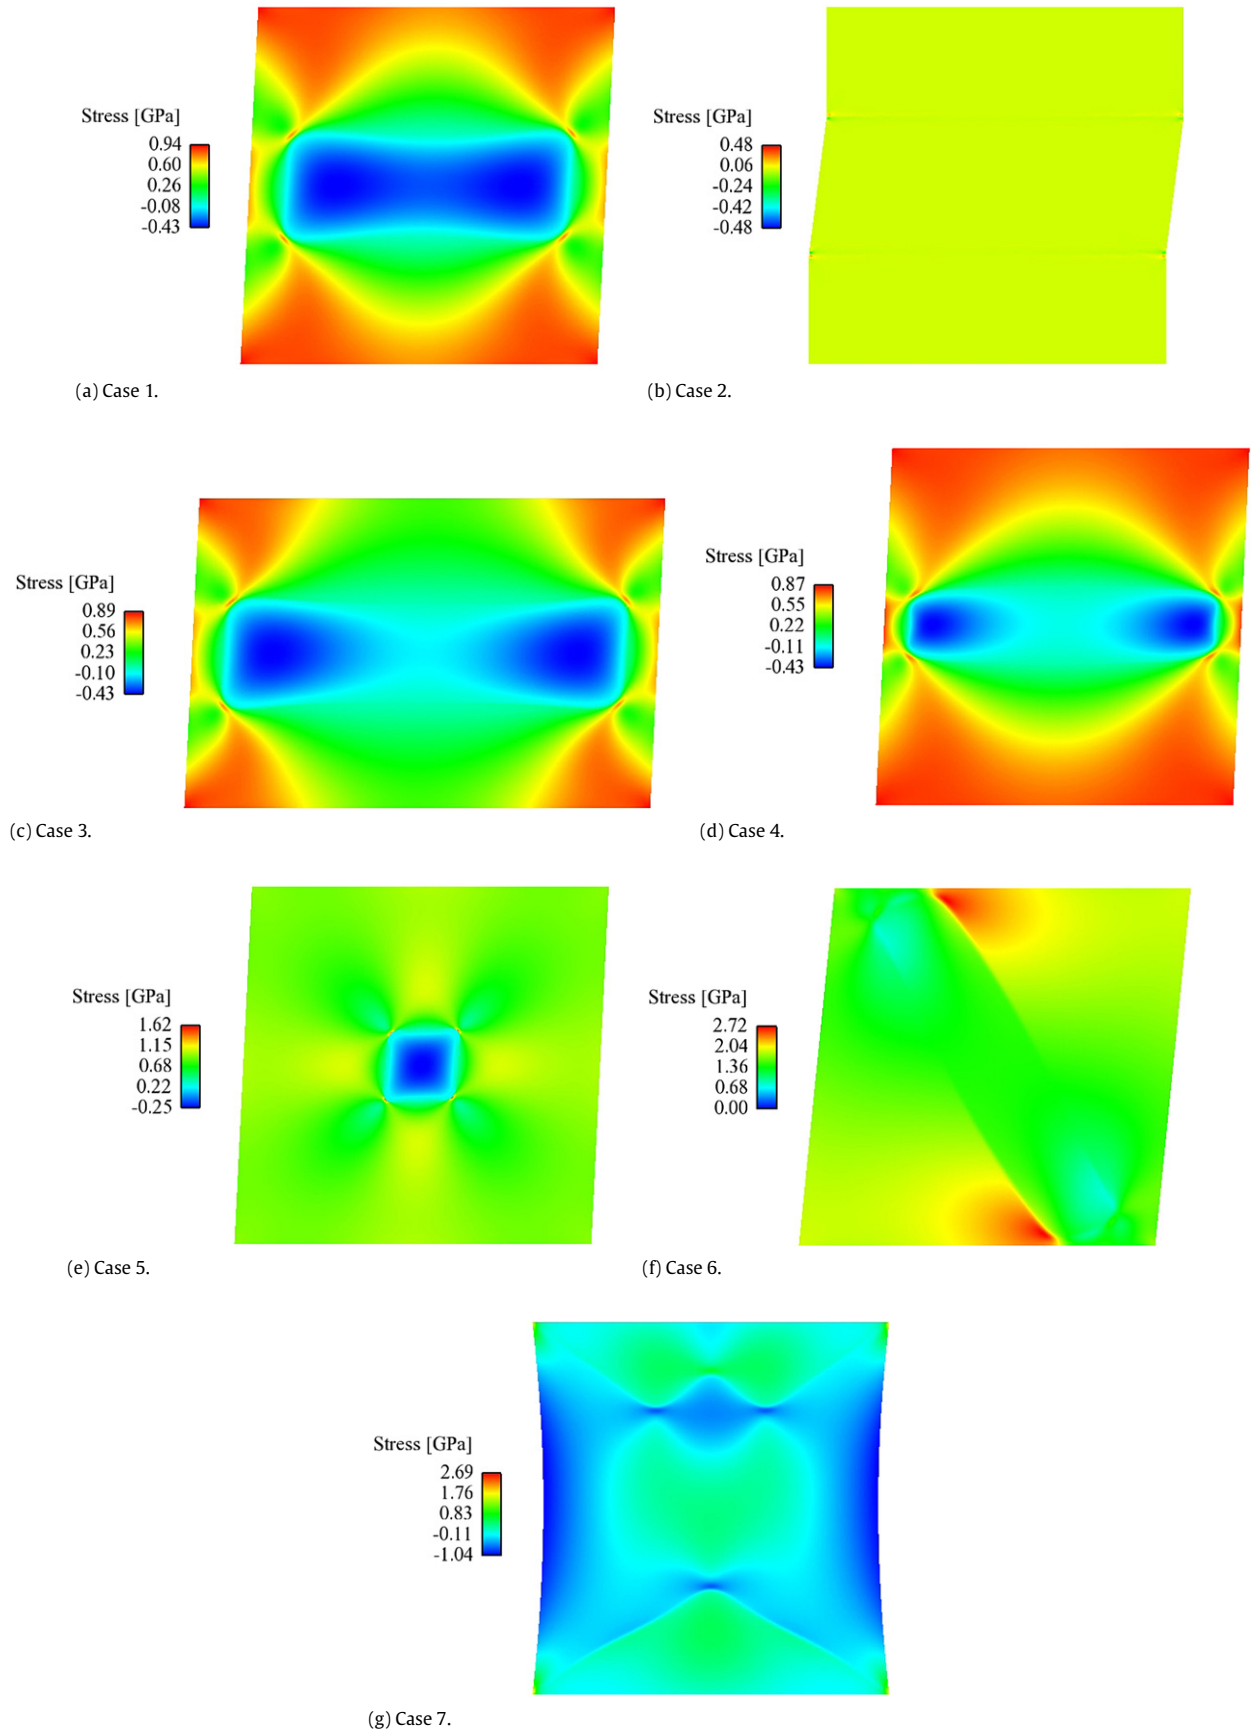 Stress [GPa]
0.94
0.60
0.26
-0.08
-0.43
(a) Case 1.
Stress [GPa]
0.48
0.06
-0.24
-0.42
-0.48
(b) Case 2.
Stress [GPa]
0.89
0.56
0.23
-0.10
-0.43
(c) Case 3.
Stress [GPa]
0.87
0.55
0.22
-0.11
-0.43
(d) Case 4.
Stress [GPa]
1.62
1.15
0.68
0.22
-0.25
(e) Case 5.
Stress [GPa]
2.72
2.04
1.36
0.68
0.00
(f) Case 6.
Stress [GPa]
2.69
1.76
0.83
-0.11
-1.04
(g) Case 7.